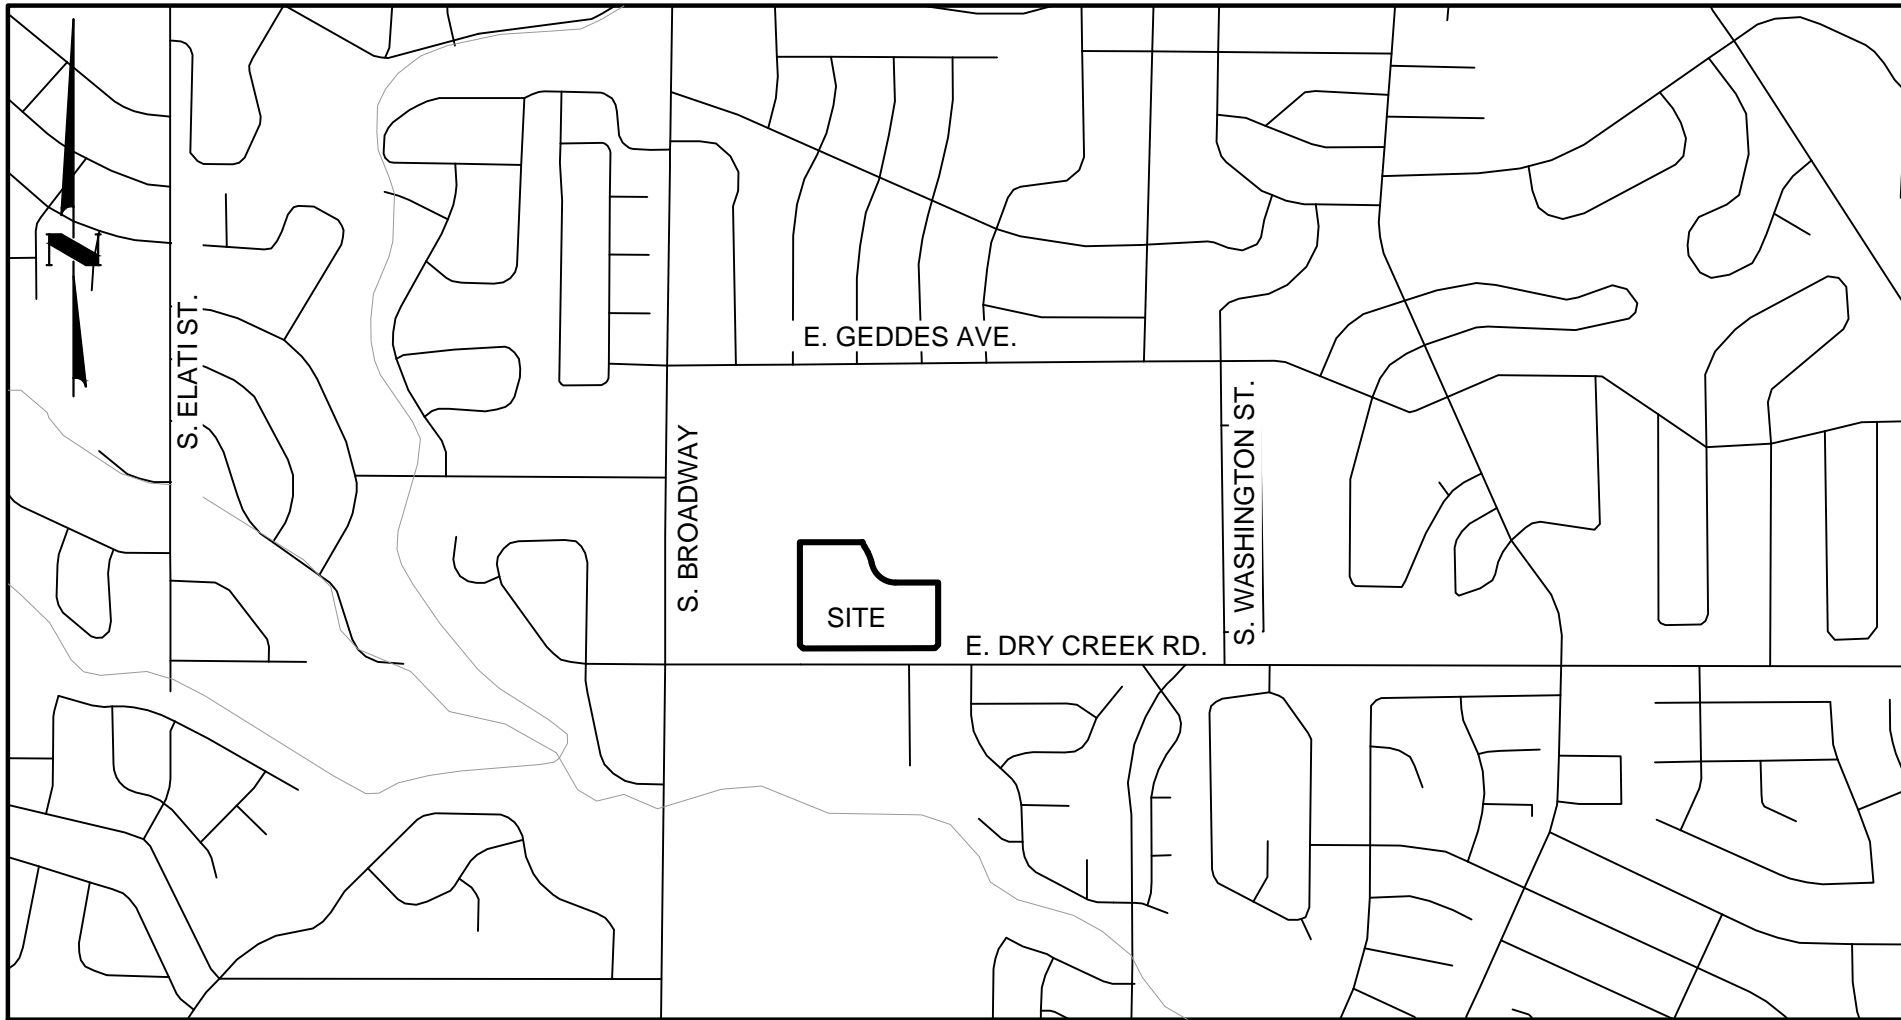 N
E. GEDDES AVE.
S. ELATI ST.
S. BROADWAY
S. WASHINGTON ST.
SITE
E. DRY CREEK RD.